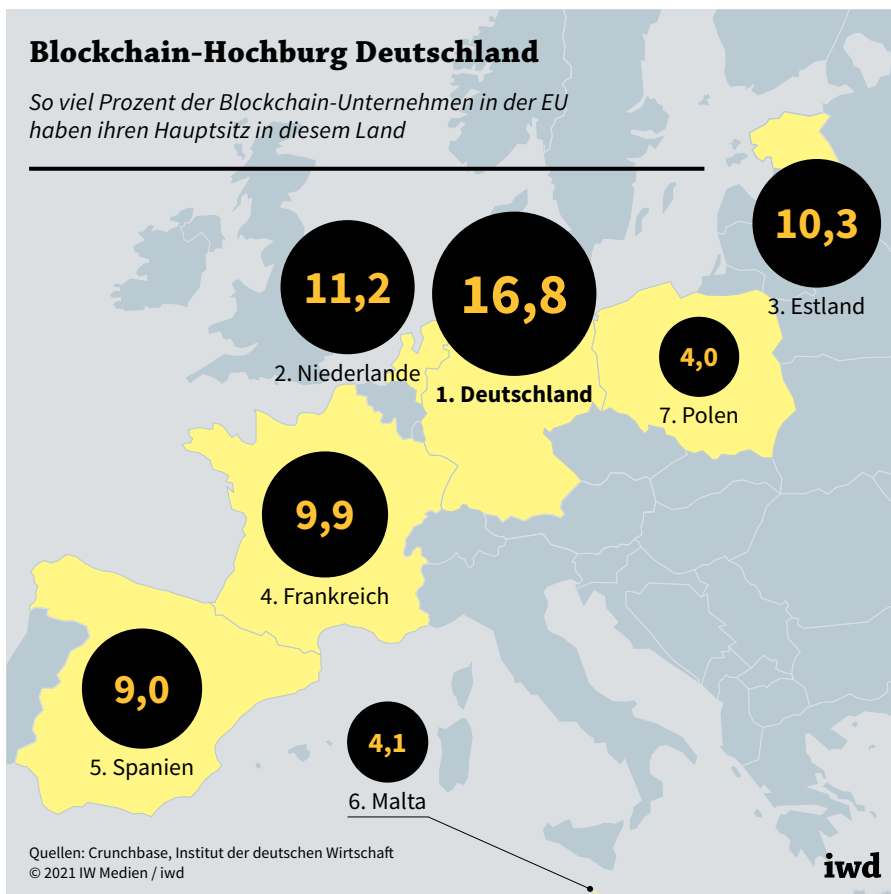 Blockchain-Hochburg Deutschland
So viel Prozent der Blockchain-Unternehmen in der EU
haben ihren Hauptsitz in diesem Land
10,3
3. Estland
11,2
2. Niederlande
16,8
1. Deutschland
4,0
7. Polen
9,9
4. Frankreich
9,0
5. Spanien
4,1
6. Malta
Quellen: Crunchbase, Institut der deutschen Wirtschaft
© 2021 IW Medien / iwd
iwd